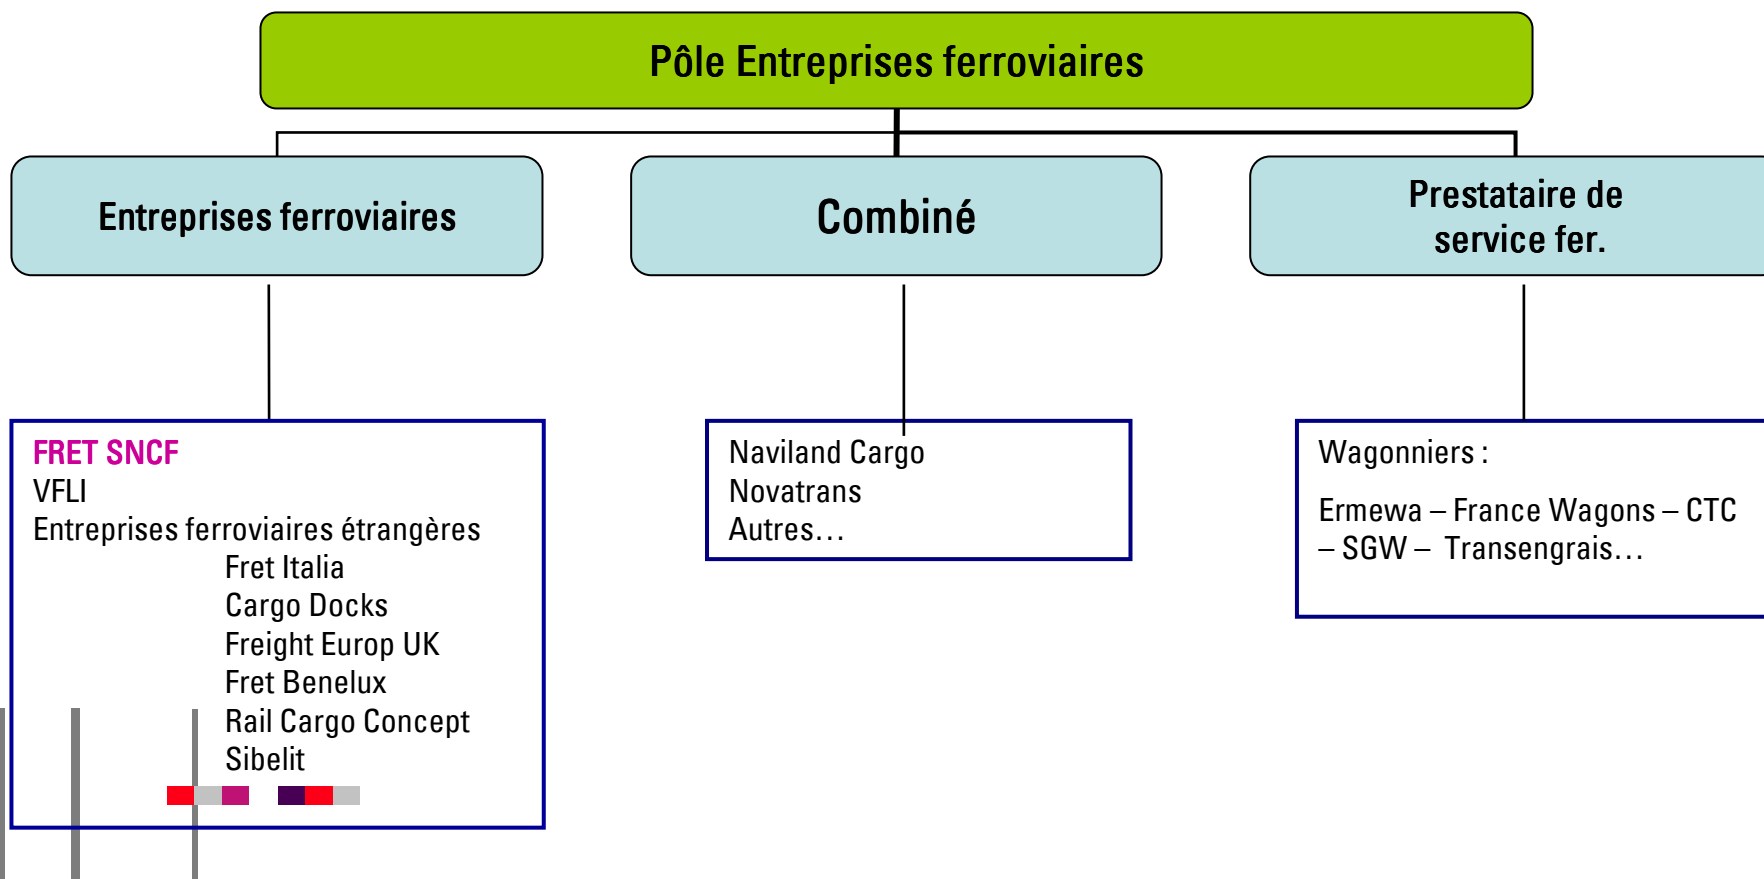 Pôle Entreprises ferroviaires
Entreprises ferroviaires
Combiné
Prestataire de
service fer.
FRET SNCF
VFLI
Entreprises ferroviaires étrangères
Fret Italia
Cargo Docks
Freight Europ UK
Fret Benelux
Rail Cargo Concept
Sibelit
Naviland Cargo
Novatrans
Autres…
Wagonniers :
Ermewa – France Wagons – CTC
– SGW – Transengrais…